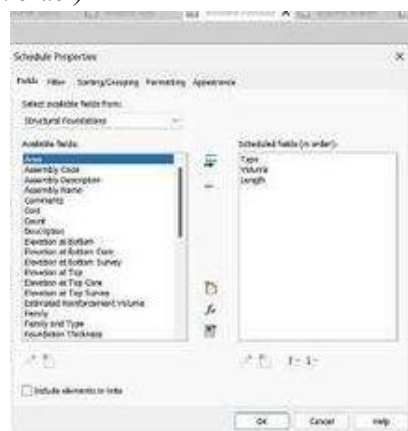 Schedule Properties
Fields Filter Sorting/Grouping Formatting Appearance
Select available fields from:
Structural Foundations
Available fields:
Scheduled fields (in order):
Area
Assembly Code
Assembly Description
Assembly Name
Comments
Cost
Count
Description
Elevation at Bottom
Elevation at Bottom Core
Elevation at Bottom Survey
Elevation at Top
Elevation at Top Core
Elevation at Top Survey
Estimated Reinforcement Volume
Family
Family and Type
Foundation Thickness
Type
Volume
Length
Include elements in links
OK Cancel Help